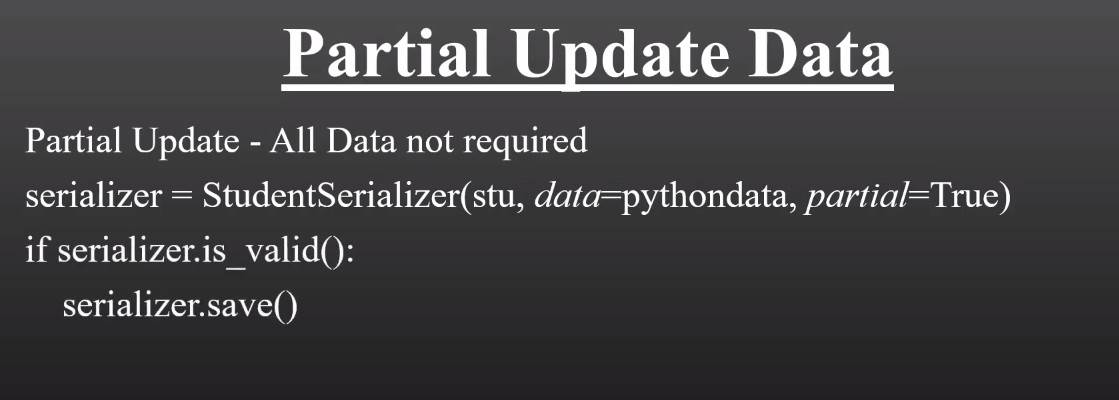 Partial Update Data
Partial Update - All Data not required
serializer = StudentSerializer(stu, data=pythondata, partial=True)
if serializer.is_valid():
    serializer.save()